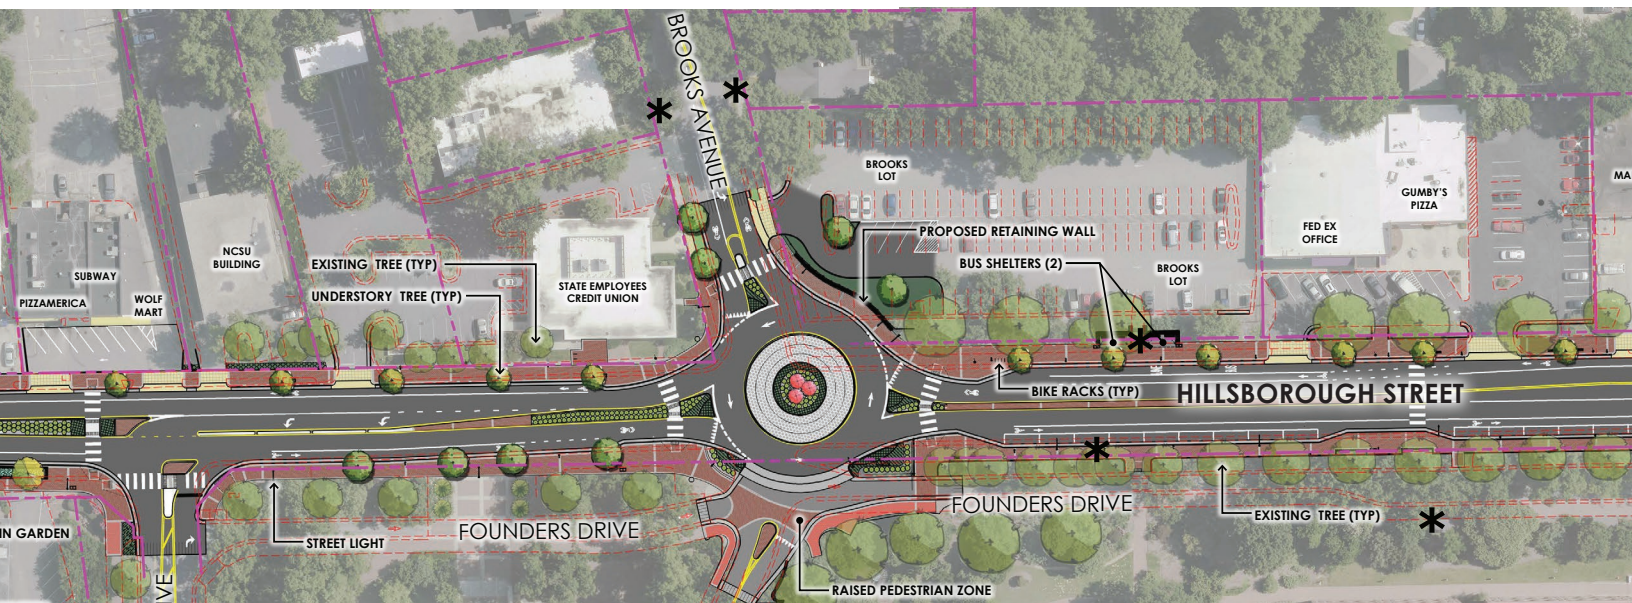 BROOKS AVENUE
BROOKS
LOT
GUMBY'S
PIZZA
MA
FED EX
OFFICE
PROPOSED RETAINING WALL
BUS SHELTERS (2)
BROOKS
LOT
NCSU
BUILDING
EXISTING TREE (TYP)
UNDERSTORY TREE (TYP)
STATE EMPLOYEES
CREDIT UNION
SUBWAY
PIZZAMERICA
WOLF
MART
BIKE RACKS (TYP)
HILLSBOROUGH STREET
IN GARDEN
STREET LIGHT
FOUNDERS DRIVE
FOUNDERS DRIVE
EXISTING TREE (TYP)
RAISED PEDESTRIAN ZONE
VE